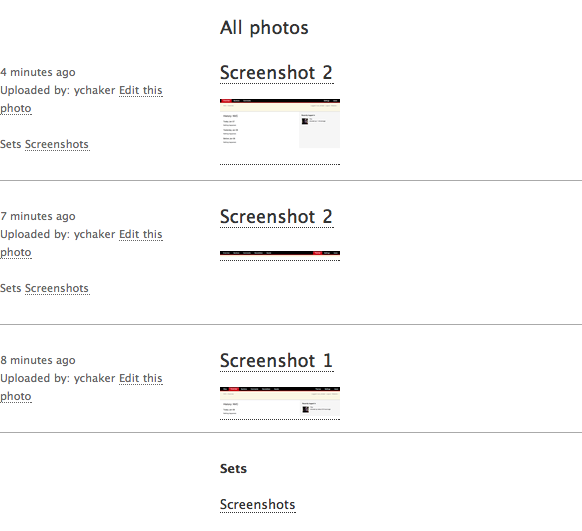 All photos
4 minutes ago
Uploaded by: ychaker Edit this
photo
Sets Screenshots
Screenshot 2
7 minutes ago
Uploaded by: ychaker Edit this
photo
Sets Screenshots
Screenshot 2
8 minutes ago
Uploaded by: ychaker Edit this
photo
Screenshot 1
Sets
Screenshots